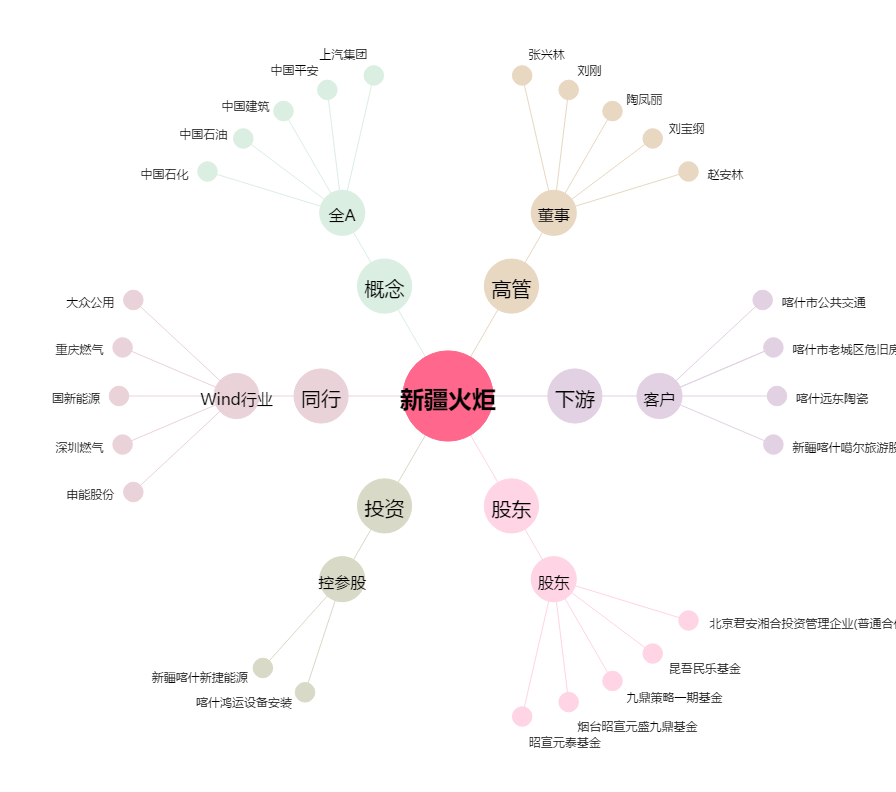 上汽集团
中国平安
中国建筑
中国石油
中国石化
全A
概念
张兴林
刘刚
陶凤丽
刘宝纲
赵安林
董事
高管
大众公用
重庆燃气
国新能源
深圳燃气
申能股份
Wind行业
同行
新疆火炬
下游
客户
喀什市公共交通
喀什市老城区危旧房
喀什远东陶瓷
新疆喀什噶尔旅游股
投资
控参股
新疆喀什新捷能源
喀什鸿运设备安装
股东
股东
北京君安湘合投资管理企业(普通合
昆吾民乐基金
九鼎策略一期基金
烟台昭宣元盛九鼎基金
昭宣元泰基金